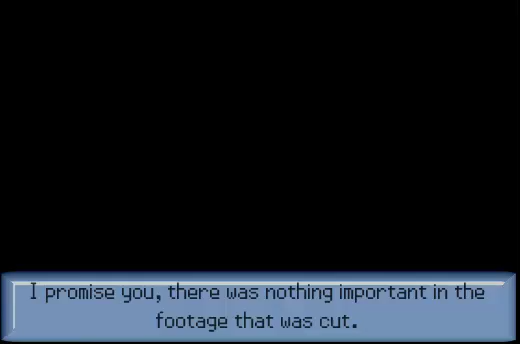 I promise you, there was nothing important in the
footage that was cut.